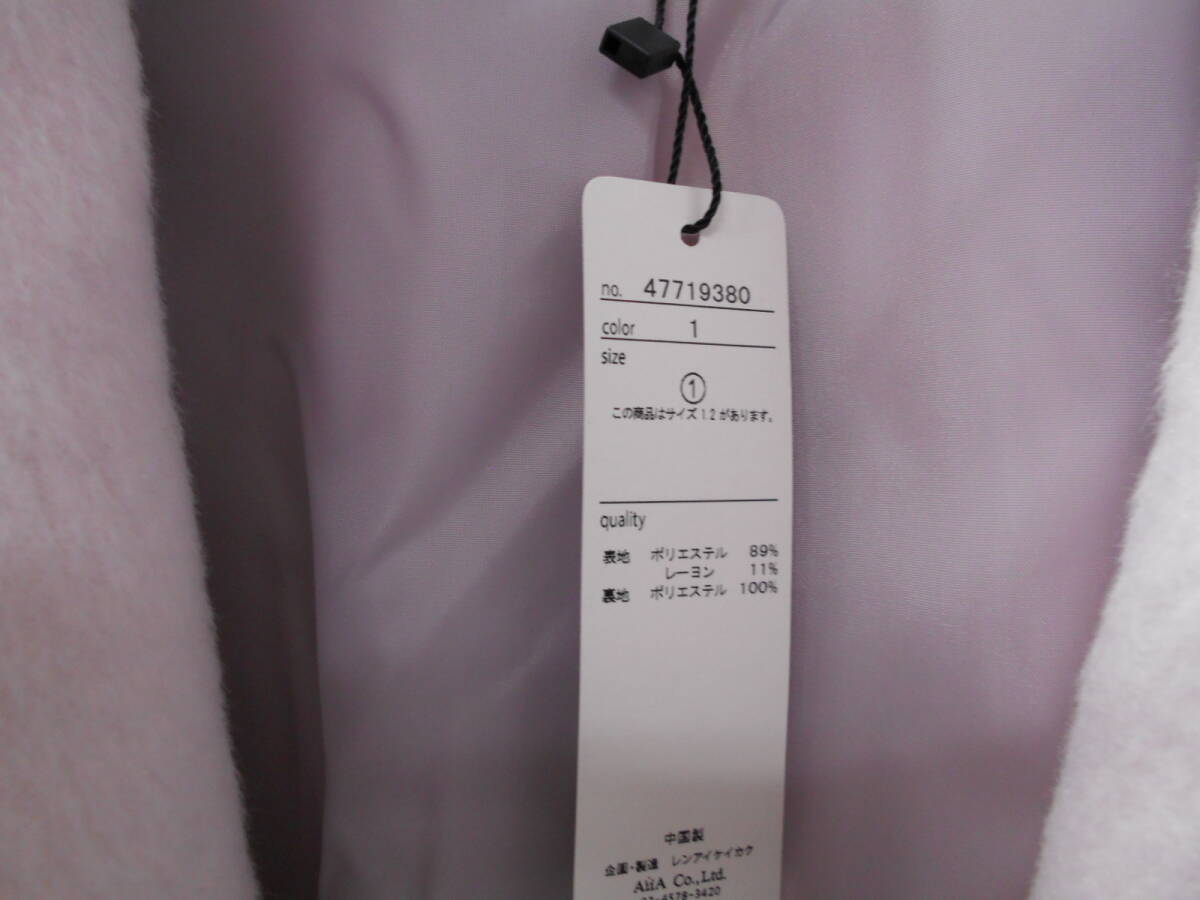 no. 47719380
color 1
size
①
この商品はサイズ1.2があります。
quality
表地 ポリエステル 89%
レーヨン 11%
裏地 ポリエステル 100%
中国製
企画・製造 レンアイケイカク
AiiA Co.,Ltd.
-6578-3420